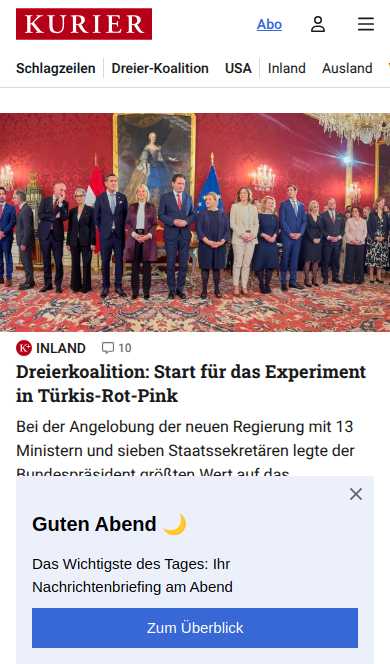 KURIER
Abo
Schlagzeilen Dreier-Koalition USA Inland Ausland
K+ INLAND 10
Dreierkoalition: Start für das Experiment
in Türkis-Rot-Pink
Bei der Angelobung der neuen Regierung mit 13
Ministern und sieben Staatssekretären legte der
Bundespräsident größten Wert auf das
Guten Abend 🌙
Das Wichtigste des Tages: Ihr
Nachrichtenbriefing am Abend
Zum Überblick